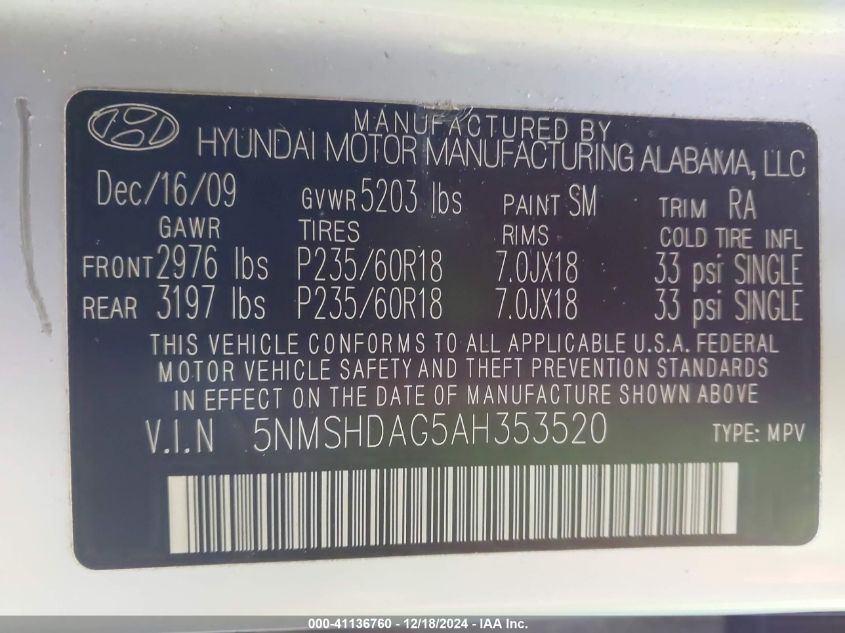 MANUFACTURED BY
HYUNDAI MOTOR MANUFACTURING ALABAMA, LLC
Dec/16/09 GVWR 5203 lbs PAINT SM TRIM RA
GAWR TIRES RIMS COLD TIRE INFL
FRONT 2976 lbs P235/60R18 7.0JX18 33 psi SINGLE
REAR 3197 lbs P235/60R18 7.0JX18 33 psi SINGLE
THIS VEHICLE CONFORMS TO ALL APPLICABLE U.S.A. FEDERAL
MOTOR VEHICLE SAFETY AND THEFT PREVENTION STANDARDS
IN EFFECT ON THE DATE OF MANUFACTURE SHOWN ABOVE
V.I.N 5NMSHDAG5AH353520 TYPE: MPV
000-41136760 - 12/18/2024 - IAA Inc.